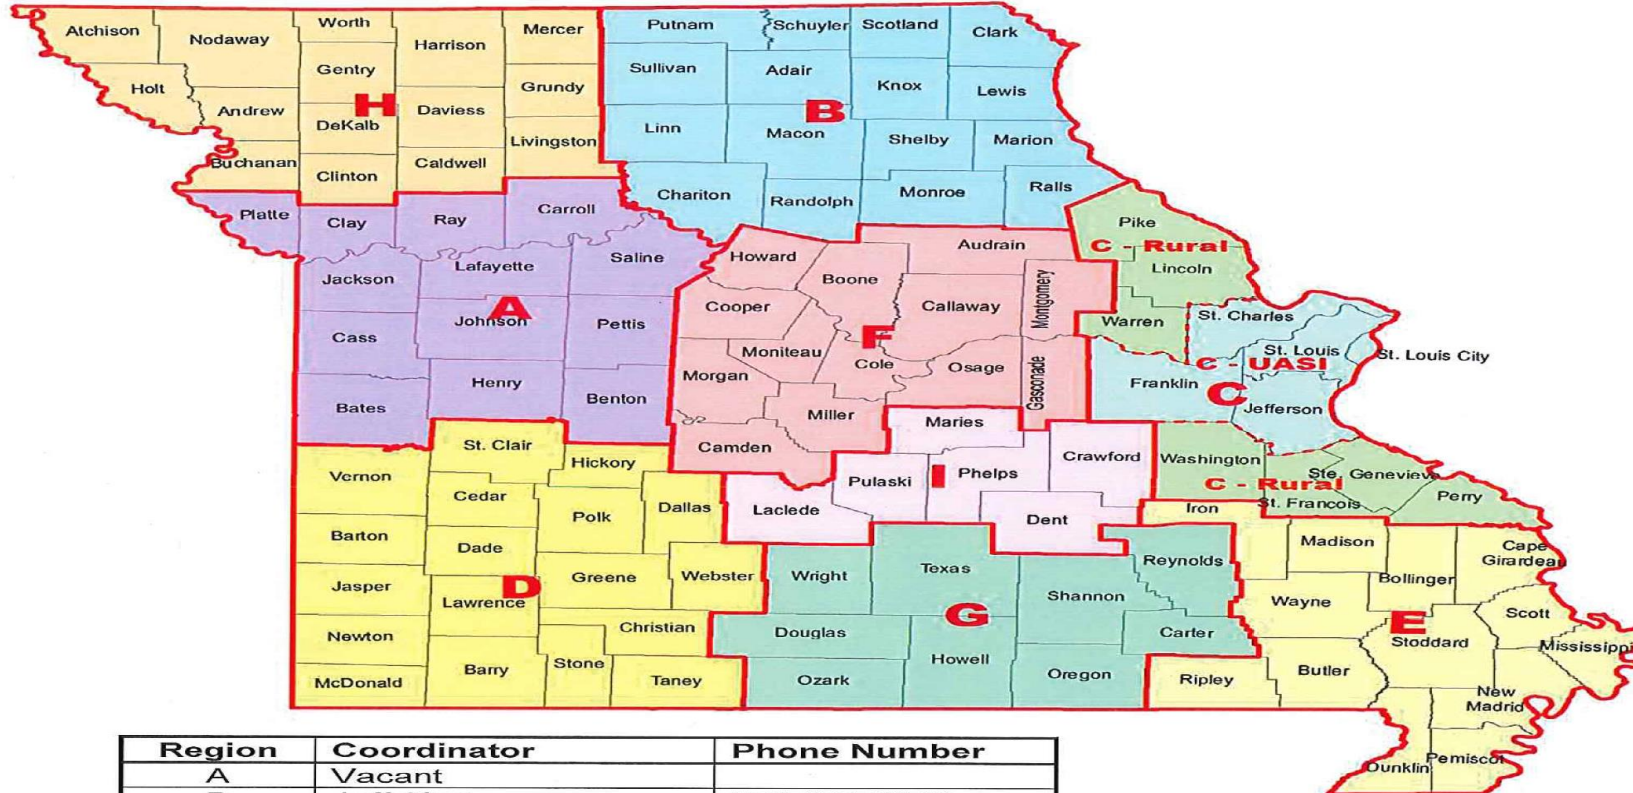 Atchison
Nodaway
Worth
Harrison
Mercer
Putnam
Schuyler
Scotland
Clark
Holt
Gentry
Grundy
Sullivan
Adair
Knox
Lewis
Andrew
H
DeKalb
Daviess
B
Linn
Macon
Shelby
Marion
Buchanan
Clinton
Caldwell
Livingston
Chariton
Randolph
Monroe
Ralls
Platte
Clay
Ray
Carroll
Pike
C - Rural
Lincoln
Jackson
Lafayette
Saline
Howard
Boone
Audrain
Montgomery
Warren
St. Charles
A
Cass
Johnson
Pettis
Cooper
Callaway
F
Moniteau
Cole
Osage
Gasconade
St. Louis
St. Louis City
C - UASI
Franklin
C
Jefferson
Bates
Henry
Benton
Morgan
Miller
Camden
Maries
Vernon
St. Clair
Hickory
Pulaski
I
Phelps
Crawford
Washington
Ste. Genevieve
C - Rural
St. Francois
Perry
Cedar
Polk
Dallas
Laclede
Dent
Iron
Barton
Dade
Madison
Cape
Girardeau
Jasper
D
Greene
Webster
Wright
Texas
Reynolds
Bollinger
Lawrence
Shannon
Wayne
Scott
Newton
Christian
Douglas
G
Carter
E
Stoddard
Mississippi
McDonald
Barry
Stone
Taney
Ozark
Howell
Oregon
Ripley
Butler
New
Madrid
Dunklin
Pemiscot
Region Coordinator Phone Number
A Vacant